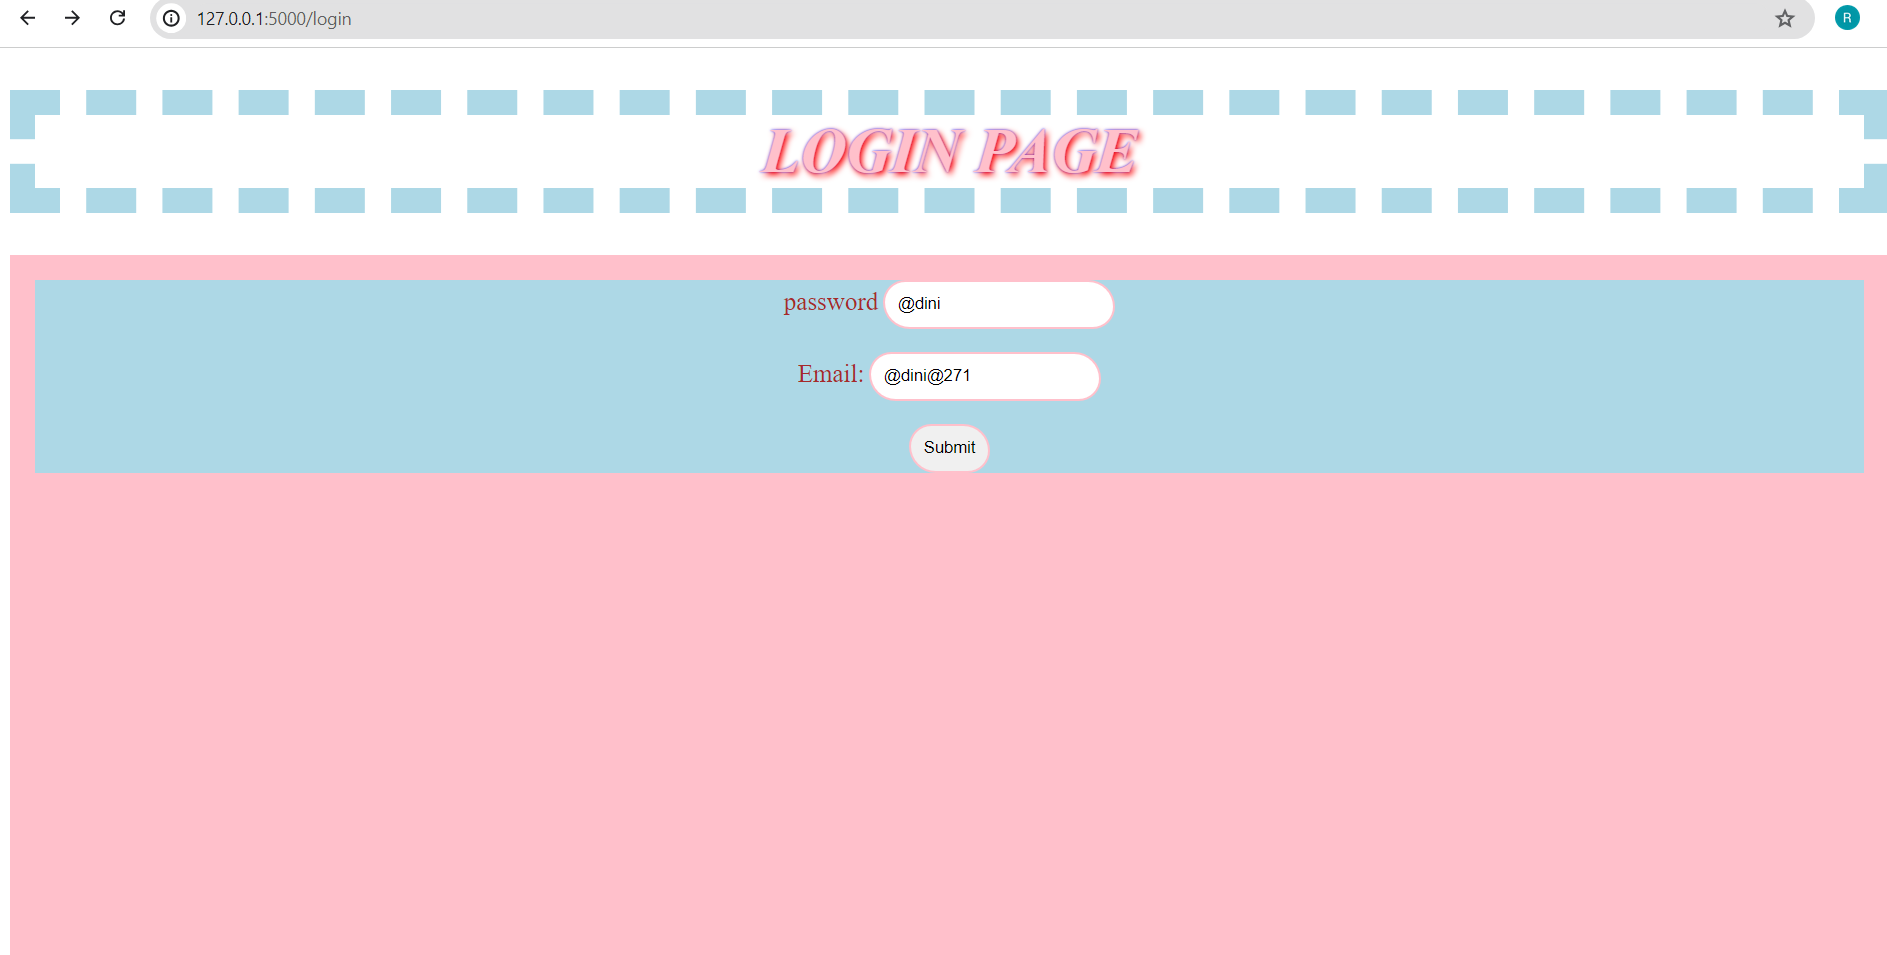 127.0.0.1:5000/login
R
LOGIN PAGE
password @dini
Email: @dini@271
Submit